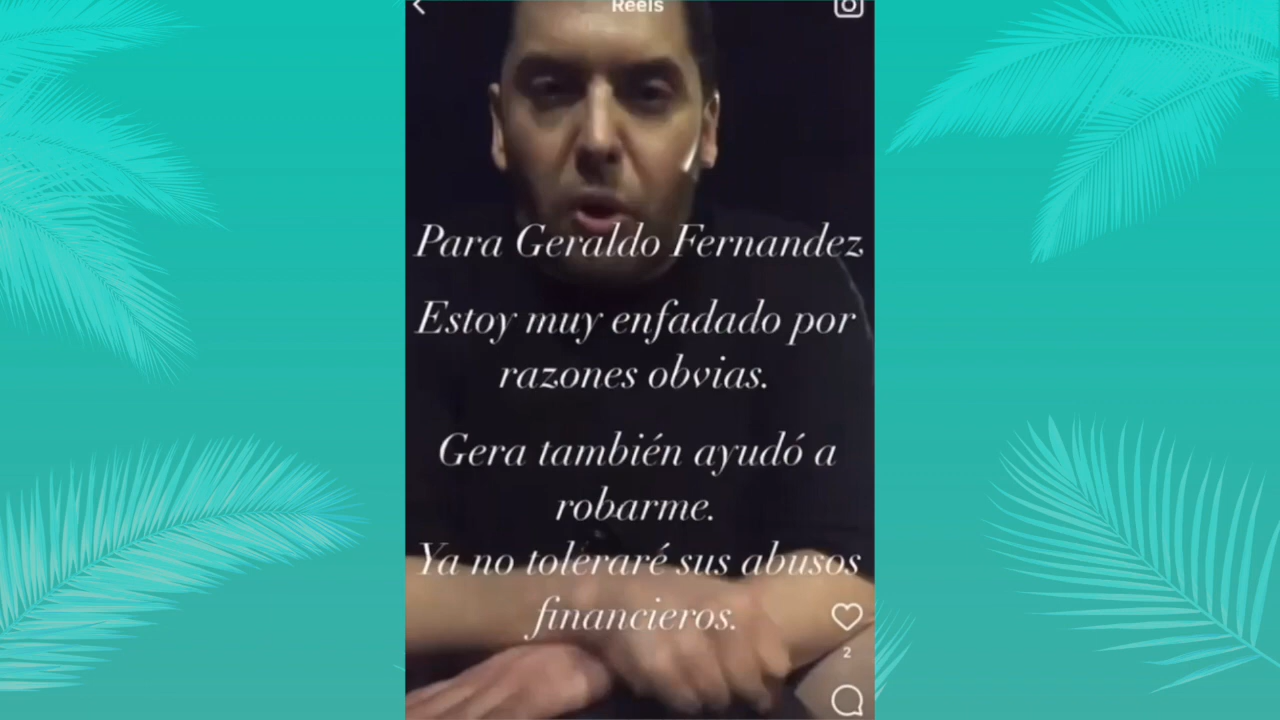 Reels
Para Geraldo Fernandez
Estoy muy enfadado por
razones obvias.
Gera también ayudó a
robarme.
Ya no toleraré sus abusos
financieros.
2